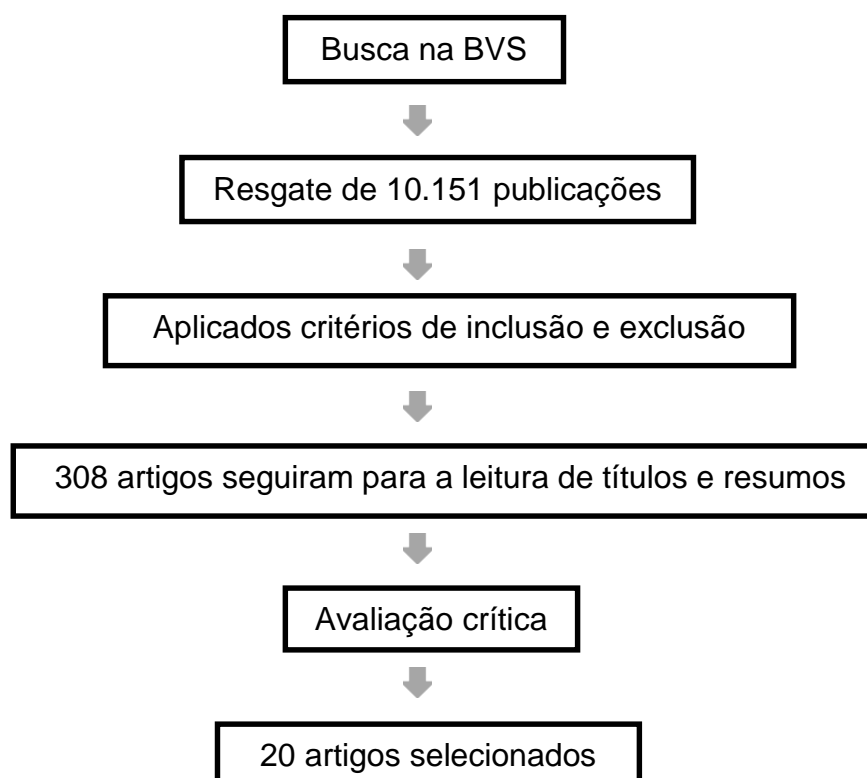 Busca na BVS
Resgate de 10.151 publicações
Aplicados critérios de inclusão e exclusão
308 artigos seguiram para a leitura de títulos e resumos
Avaliação crítica
20 artigos selecionados